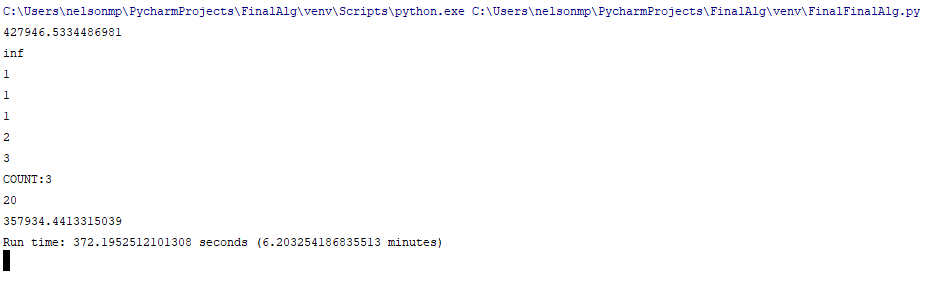 C:\Users\nelsonmp\PycharmProjects\FinalAlg\venv\Scripts\python.exe C:\Users\nelsonmp\PycharmProjects\FinalAlg\venv\FinalFinalAlg.py
427946.5334486981
inf
1
1
1
2
3
COUNT:3
20
357934.4413315039
Run time: 372.1952512101308 seconds (6.203254186835513 minutes)